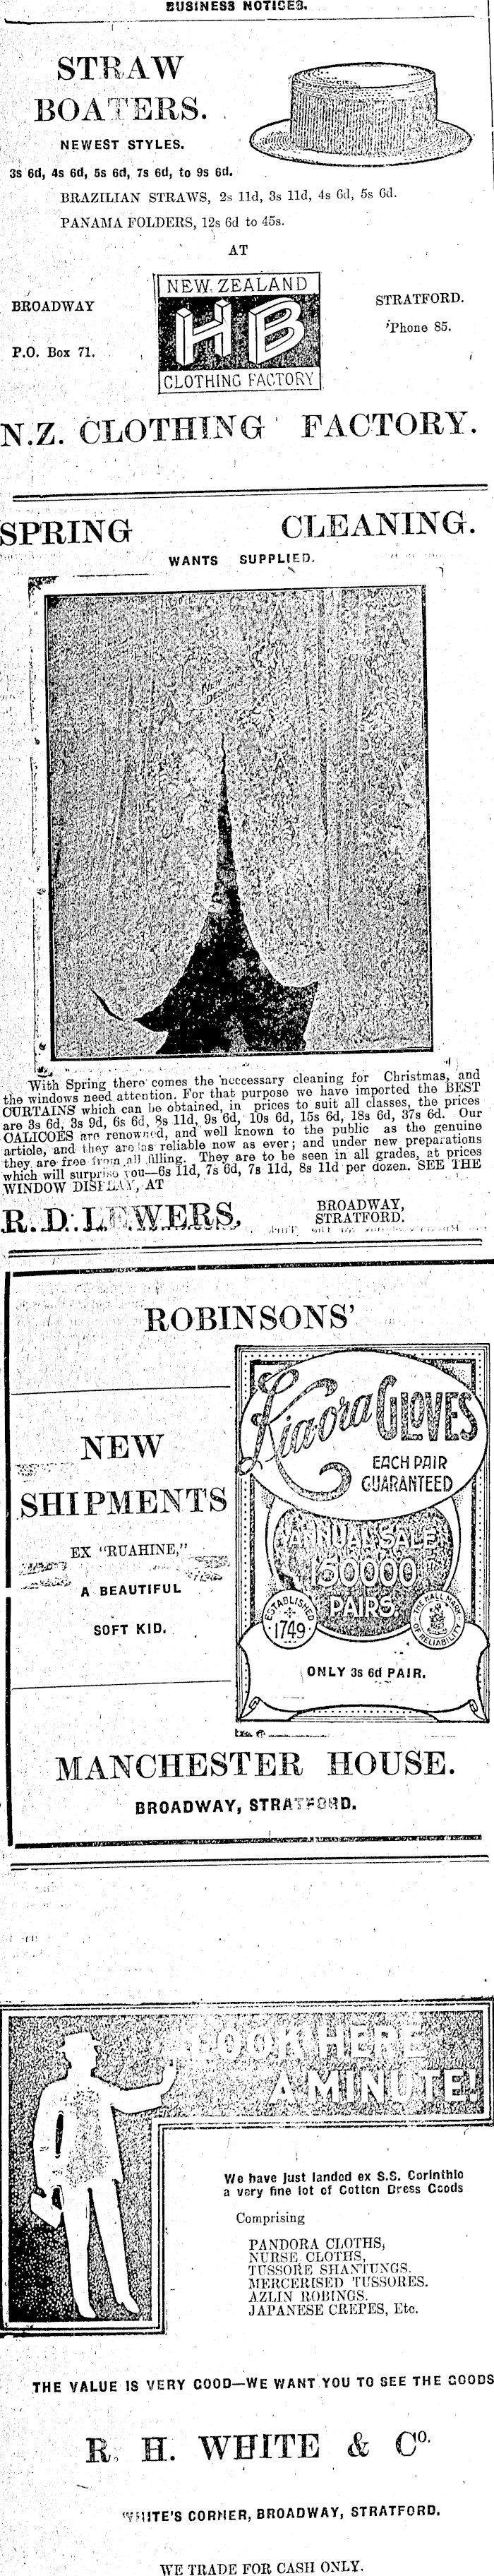 BUSINESS NOTICES.
STRAW
BOATERS.
NEWEST STYLES.
3s 6d, 4s 6d, 5s 6d, 7s 6d, to 9s 6d.
BRAZILIAN STRAWS, 2s 11d, 3s 11d, 4s 6d, 5s 6d.
PANAMA FOLDERS, 12s 6d to 45s.
AT
BROADWAY
P.O. Box 71.
NEW ZEALAND
HB
CLOTHING FACTORY
STRATFORD.
'Phone 85.
N.Z. CLOTHING FACTORY.
SPRING CLEANING.
WANTS SUPPLIED.
With Spring there comes the neccessary cleaning for Christmas, and
the windows need attention. For that purpose we have imported the BEST
CURTAINS which can be obtained, in prices to suit all classes, the prices
are 3s 6d, 3s 9d, 6s 6d, 8s 11d, 9s 6d, 10s 6d, 15s 6d, 18s 6d, 37s 6d. Our
CALICOES are renowned, and well known to the public as the genuine
article, and they are as reliable now as ever; and under new preparations
they are free from all filling. They are to be seen in all grades, at prices
which will surprise you—6s 11d, 7s 6d, 7s 11d, 8s 11d per dozen. SEE THE
WINDOW DISPLAY, AT
R. D. LEWERS,
BROADWAY,
STRATFORD.
ROBINSONS'
NEW
SHIPMENTS
EX "RUAHINE,"
A BEAUTIFUL
SOFT KID.
Kiaora GLOVES
EACH PAIR
GUARANTEED
ANNUAL SALE
150000
PAIRS
ESTABLISHED
1749
THE HALL MARK
OF RELIABILITY
ONLY 3s 6d PAIR.
MANCHESTER HOUSE.
BROADWAY, STRATFORD.
LOOK HERE
A MINUTE!
We have just landed ex S.S. Corinthic
a very fine lot of Cotton Dress Goods
Comprising
PANDORA CLOTHS,
NURSE CLOTHS,
TUSSORE SHANTUNGS.
MERCERISED TUSSORES.
AZLIN ROBINGS.
JAPANESE CREPES, Etc.
THE VALUE IS VERY GOOD—WE WANT YOU TO SEE THE GOODS
R. H. WHITE & Co.
WHITE'S CORNER, BROADWAY, STRATFORD.
WE TRADE FOR CASH ONLY.